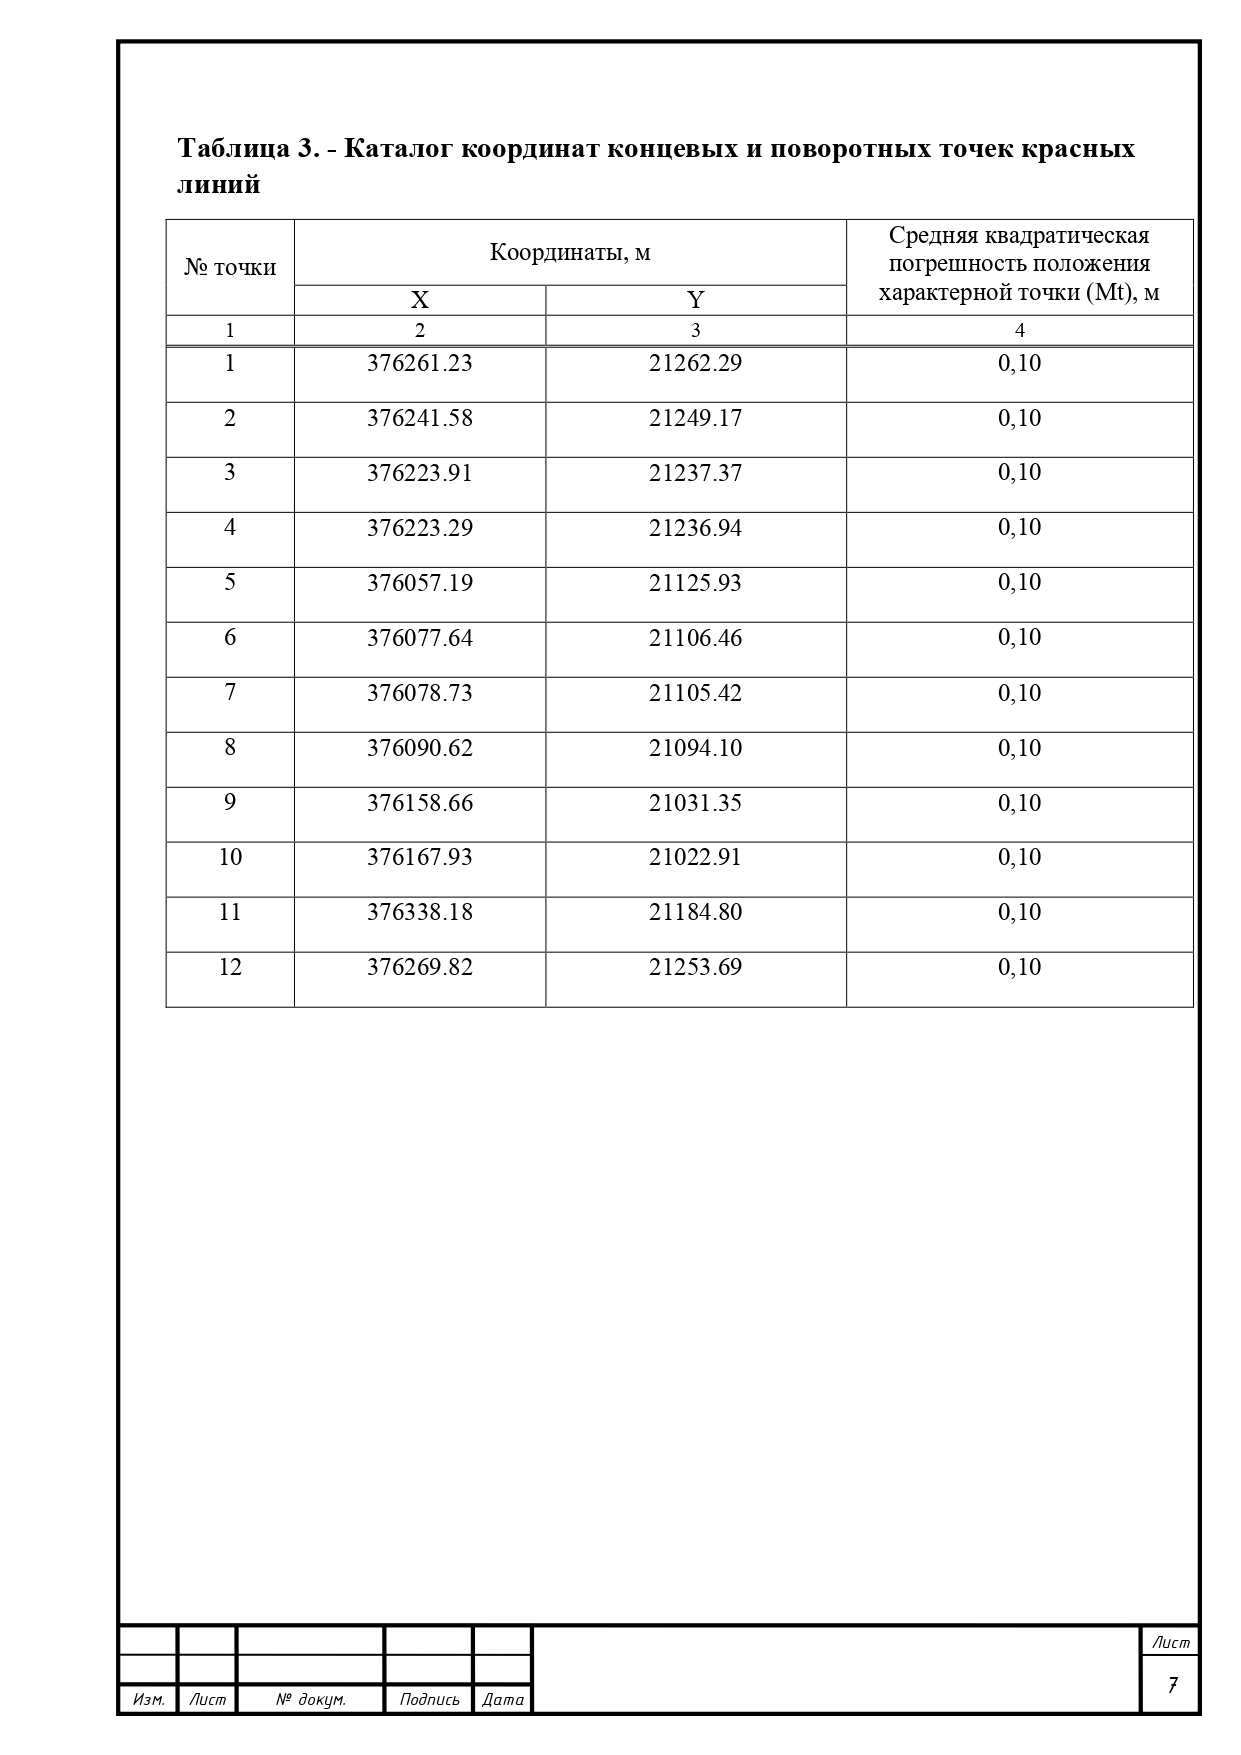 Таблица 3. - Каталог координат концевых и поворотных точек красных
линий
№ точки
Координаты, м
Средняя квадратическая
погрешность положения
характерной точки (Mt), м
X Y
1 2 3 4
1 376261.23 21262.29 0,10
2 376241.58 21249.17 0,10
3 376223.91 21237.37 0,10
4 376223.29 21236.94 0,10
5 376057.19 21125.93 0,10
6 376077.64 21106.46 0,10
7 376078.73 21105.42 0,10
8 376090.62 21094.10 0,10
9 376158.66 21031.35 0,10
10 376167.93 21022.91 0,10
11 376338.18 21184.80 0,10
12 376269.82 21253.69 0,10
Лист
7
Изм. Лист № докум. Подпись Дата